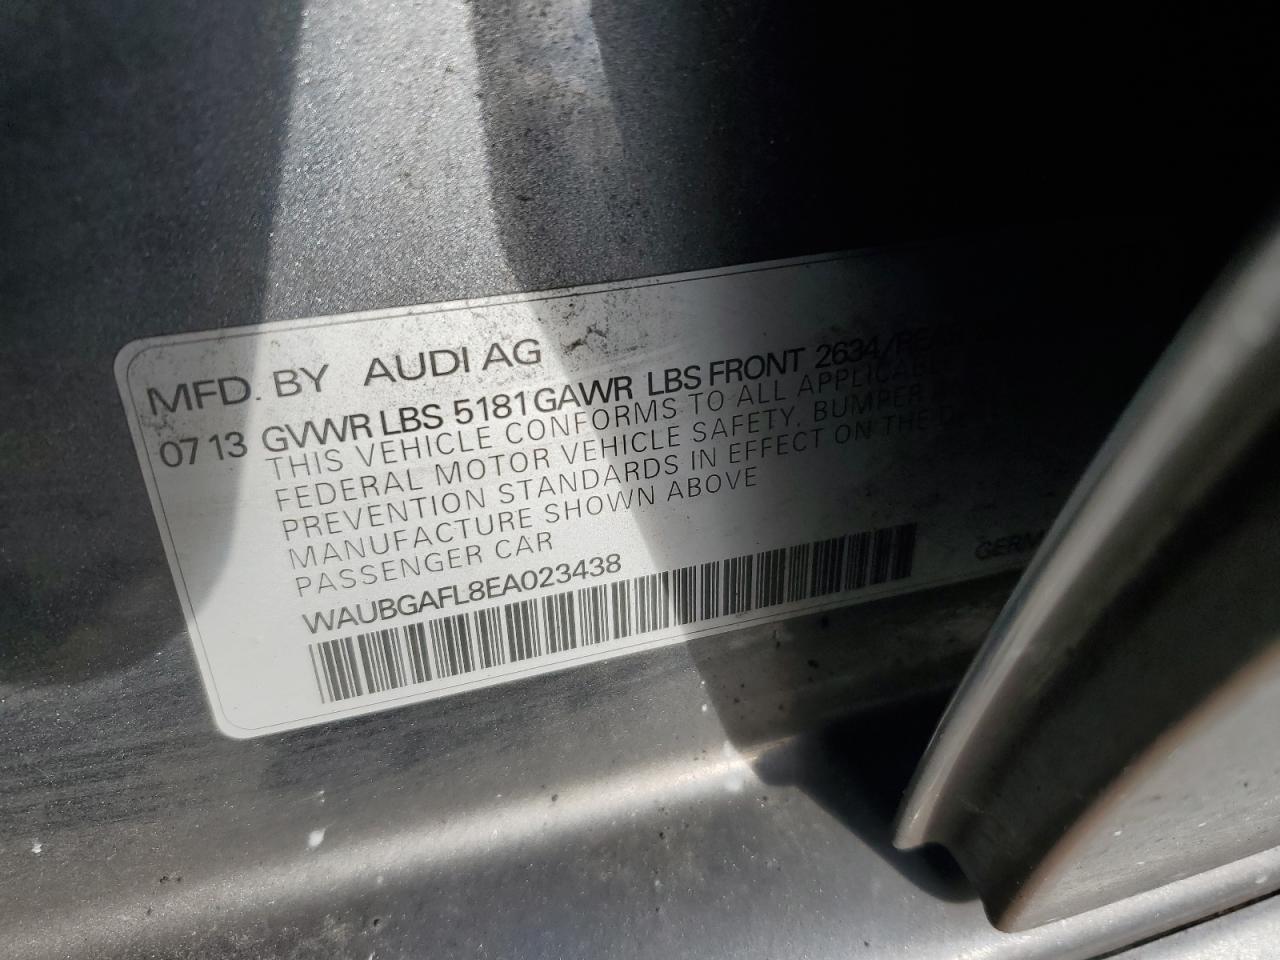 MFD. BY AUDI AG
07 13 GVWR LBS 5181 GAWR LBS FRONT 2634/REAR
THIS VEHICLE CONFORMS TO ALL
FEDERAL MOTOR VEHICLE SAFETY, BUMPER
PREVENTION STANDARDS IN EFFECT ON THE
MANUFACTURE SHOWN ABOVE
PASSENGER CAR
WAUBGAFL8EA023438